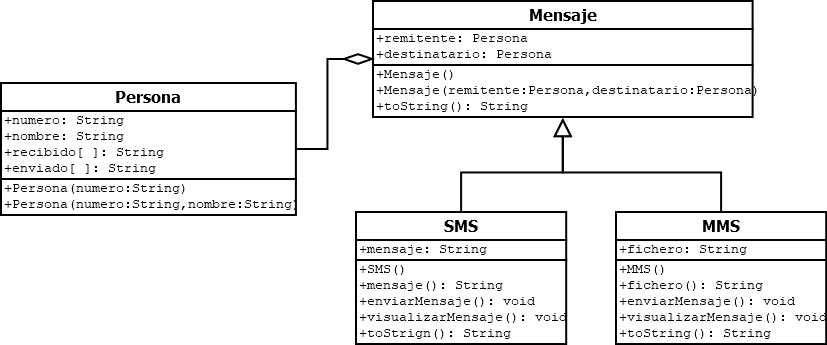 Mensaje
+remitente: Persona
+destinatario: Persona
+Mensaje()
+Mensaje(remitente:Persona,destinatario:Persona)
+toString(): String
Persona
+numero: String
+nombre: String
+recibido[ ]: String
+enviado[ ]: String
+Persona(numero:String)
+Persona(numero:String,nombre:String)
SMS
+mensaje: String
+SMS()
+mensaje(): String
+enviarMensaje(): void
+visualizarMensaje(): void
+toStrign(): String
MMS
+fichero: String
+MMS()
+fichero(): String
+enviarMensaje(): void
+visualizarMensaje(): void
+toString(): String